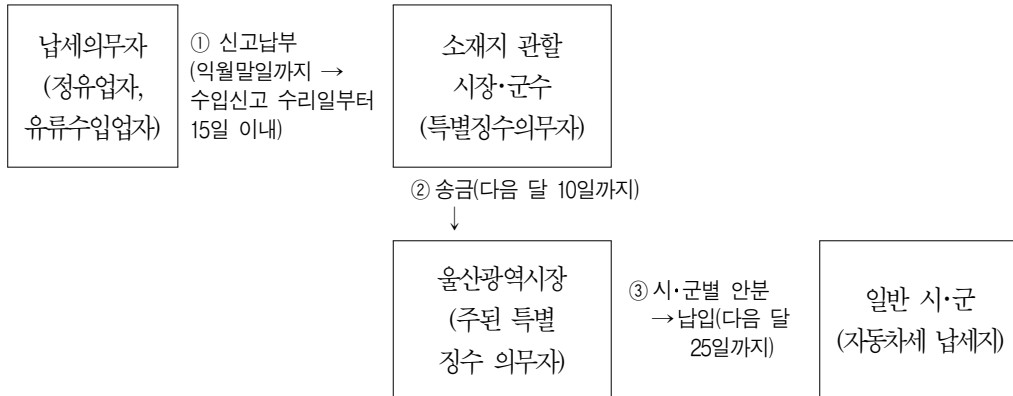 납세의무자
(정유업자,
유류수입업자)
① 신고납부
(익월말일까지 →
수입신고 수리일부터
15일 이내)
소재지 관할
시장·군수
(특별징수의무자)
② 송금(다음 달 10일까지)
↓
울산광역시장
(주된 특별
징수 의무자)
③ 시·군별 안분
→납입(다음 달
25일까지)
일반 시·군
(자동차세 납세지)